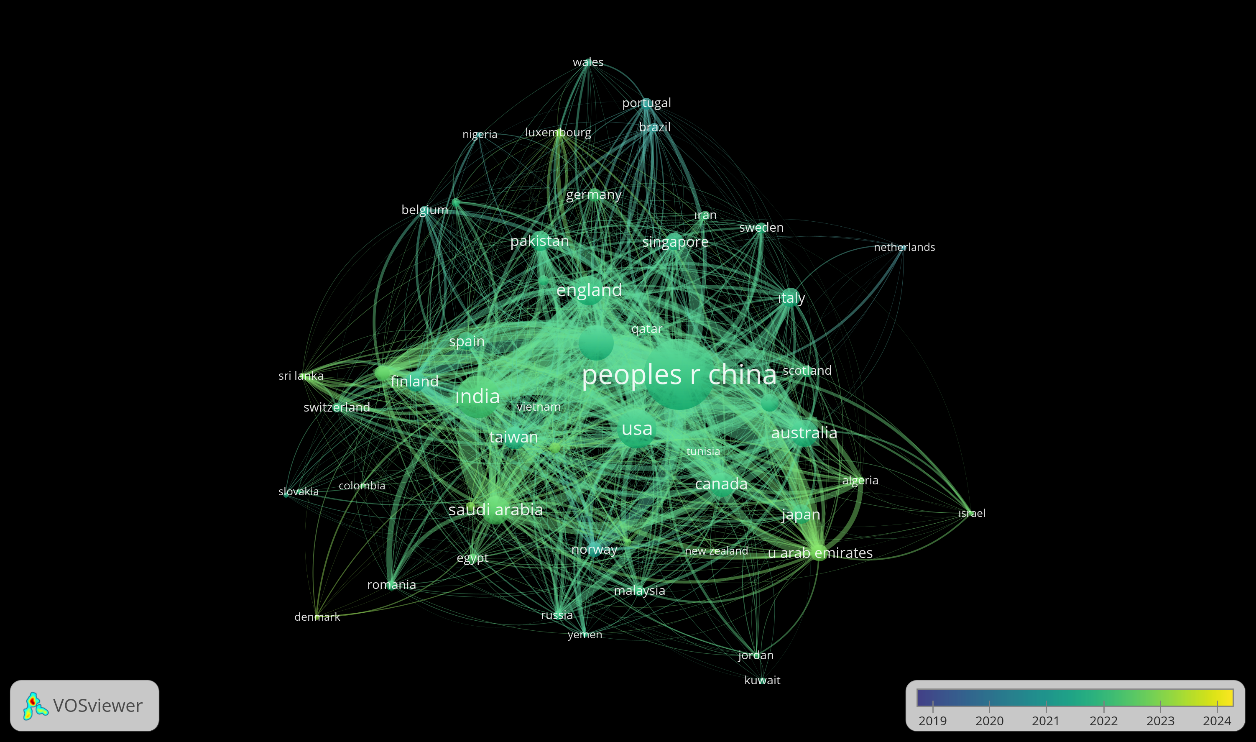 wales
portugal
brazil
nigeria
luxembourg
germany
belgium
iran
sweden
pakistan
singapore
netherlands
england
italy
qatar
spain
peoples r china
scotland
sri lanka
finland
india
switzerland
vietnam
usa
australia
taiwan
tunisia
algeria
canada
colombia
slovakia
saudi arabia
japan
israel
norway
new zealand
u arab emirates
egypt
romania
malaysia
denmark
russia
yemen
jordan
kuwait
VOSviewer
2019 2020 2021 2022 2023 2024